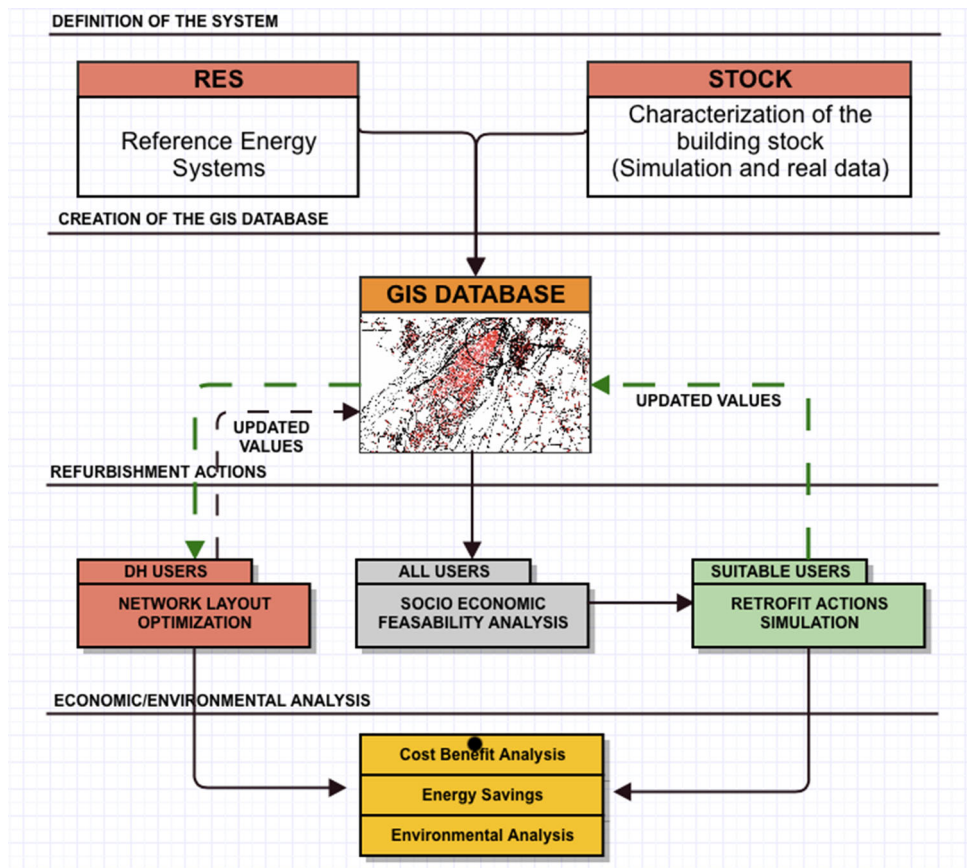 DEFINITION OF THE SYSTEM
RES
Reference Energy
Systems
STOCK
Characterization of the
building stock
(Simulation and real data)
CREATION OF THE GIS DATABASE
GIS DATABASE
UPDATED
VALUES
UPDATED VALUES
REFURBISHMENT ACTIONS
DH USERS
NETWORK LAYOUT
OPTIMIZATION
ALL USERS
SOCIO ECONOMIC
FEASABILITY ANALYSIS
SUITABLE USERS
RETROFIT ACTIONS
SIMULATION
ECONOMIC/ENVIRONMENTAL ANALYSIS
Cost Benefit Analysis
Energy Savings
Environmental Analysis